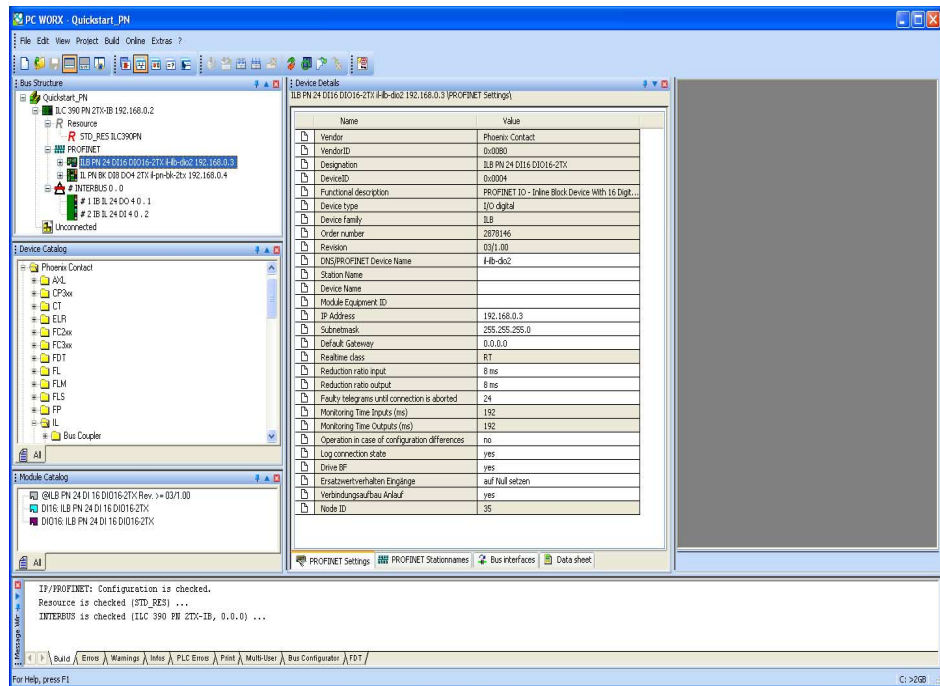 PC WORX - Quickstart_PN
File Edit View Project Build Online Extras ?
Bus Structure
Quickstart_PN
ILC 390 PN 2TX-IB 192.168.0.2
Resource
STD_RES ILC390PN
PROFINET
ILB PN 24 DI16 DIO16-2TX il-ilb-dio2 192.168.0.3
IL PN BK DI8 DO4 2TX il-pn-bk-2tx 192.168.0.4
# INTERBUS 0 . 0
# 1 IB IL 24 DO 4 0 . 1
# 2 IB IL 24 DI 4 0 . 2
Unconnected
Device Catalog
Phoenix Contact
AXL
CP3xx
CT
ELR
FC2xx
FC3xx
FDT
FL
FLM
FLS
FP
IL
Bus Coupler
All
Module Catalog
@ILB PN 24 DI 16 DIO16-2TX Rev. >= 03/1.00
DI16: ILB PN 24 DI 16 DIO16-2TX
DIO16: ILB PN 24 DI 16 DIO16-2TX
All
Device Details
ILB PN 24 DI16 DIO16-2TX il-ilb-dio2 192.168.0.3 \PROFINET Settings\
Name Value
Vendor Phoenix Contact
VendorID 0x00B0
Designation ILB PN 24 DI16 DIO16-2TX
DeviceID 0x0004
Functional description PROFINET IO - Inline Block Device With 16 Digit...
Device type I/O digital
Device family ILB
Order number 2878146
Revision 03/1.00
DNS/PROFINET Device Name il-ilb-dio2
Station Name
Device Name
Module Equipment ID
IP Address 192.168.0.3
Subnetmask 255.255.255.0
Default Gateway 0.0.0.0
Realtime class RT
Reduction ratio input 8 ms
Reduction ratio output 8 ms
Faulty telegrams until connection is aborted 24
Monitoring Time Inputs (ms) 192
Monitoring Time Outputs (ms) 192
Operation in case of configuration differences no
Log connection state yes
Drive BF yes
Ersatzwertverhalten Eingänge auf Null setzen
Verbindungsaufbau Anlauf yes
Node ID 35
PROFINET Settings PROFINET Stationnames Bus interfaces Data sheet
Message Wir
IP/PROFINET: Configuration is checked.
Resource is checked (STD_RES) ...
INTERBUS is checked (ILC 390 PN 2TX-IB, 0.0.0) ...
Build Errors Warnings Infos PLC Errors Print Multi-User Bus Configurator FDT
For Help, press F1
C: >2GB